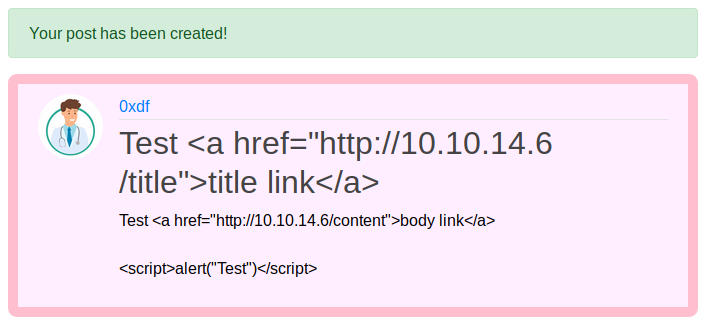 Your post has been created!
0xdf
Test <a href="http://10.10.14.6
/title">title link</a>
Test <a href="http://10.10.14.6/content">body link</a>
<script>alert("Test")</script>